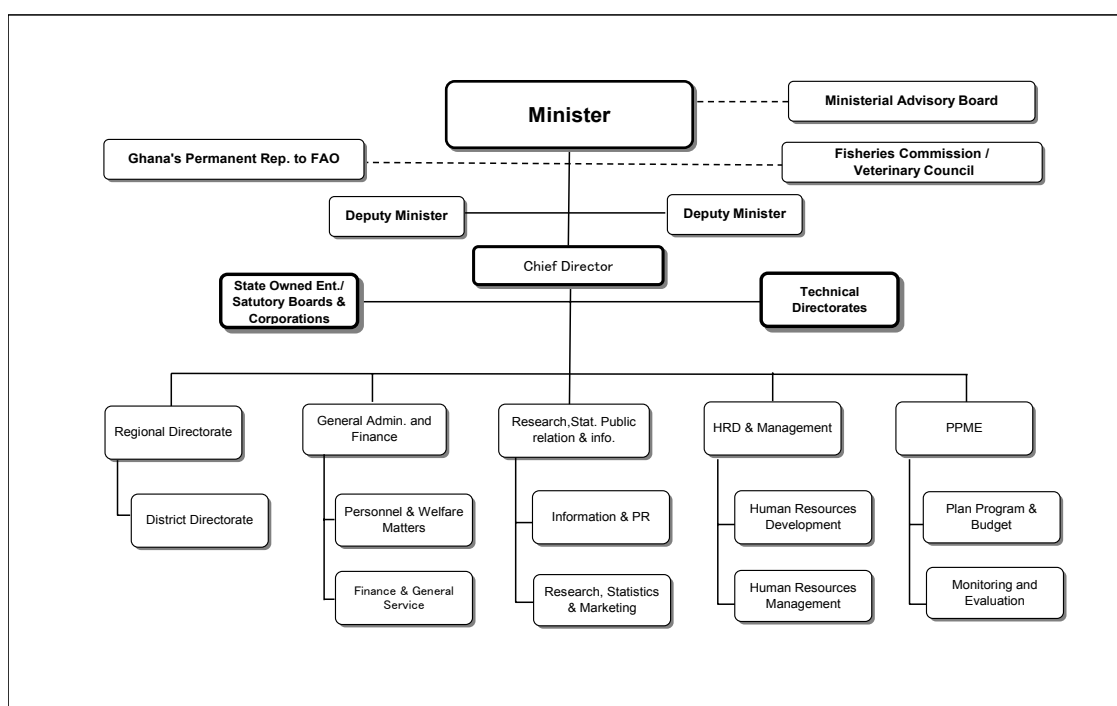 Minister
Ministerial Advisory Board
Ghana's Permanent Rep. to FAO
Fisheries Commission /
Veterinary Council
Deputy Minister
Deputy Minister
Chief Director
State Owned Ent./
Satutory Boards &
Corporations
Technical
Directorates
Regional Directorate
General Admin. and
Finance
Research,Stat. Public
relation & info.
HRD & Management
PPME
District Directorate
Personnel & Welfare
Matters
Information & PR
Human Resources
Development
Plan Program &
Budget
Finance & General
Service
Research, Statistics
& Marketing
Human Resources
Management
Monitoring and
Evaluation